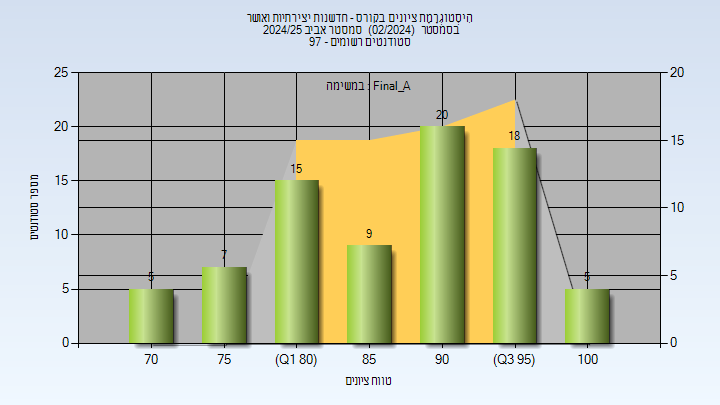 היסטוגרמת ציונים בקורס - חדשנות יצירתיות ואושר
בסמסטר (02/2024) סמסטר אביב 2024/25
סטודנטים רשומים - 97
במשימה : Final_A
מספר סטודנטים
25
20
15
10
5
0
20
15
10
5
0
5
7
15
9
20
18
5
70
75
(Q1 80)
85
90
(Q3 95)
100
טווח ציונים